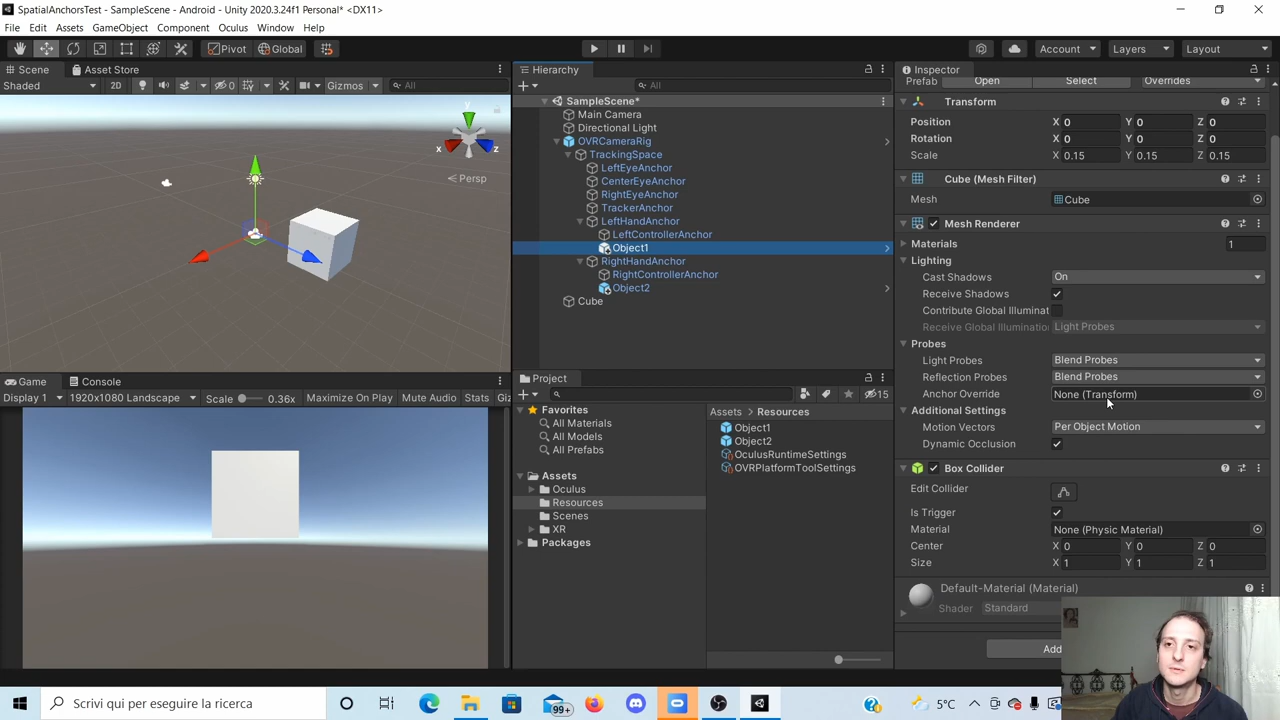 SpatialAnchorsTest - SampleScene - Android - Unity 2020.3.24f1 Personal* <DX11>
File Edit Assets GameObject Component Oculus Window Help
Pivot Global Account Layers Layout
Scene Asset Store
Shaded 2D 0 Gizmos All
y
x z
Persp
Hierarchy
All
SampleScene*
Main Camera
Directional Light
OVRCameraRig
TrackingSpace
LeftEyeAnchor
CenterEyeAnchor
RightEyeAnchor
TrackerAnchor
LeftHandAnchor
LeftControllerAnchor
Object1
RightHandAnchor
RightControllerAnchor
Object2
Cube
Inspector
Prefab Open Select Overrides
Transform
Position X 0 Y 0 Z 0
Rotation X 0 Y 0 Z 0
Scale X 0.15 Y 0.15 Z 0.15
Cube (Mesh Filter)
Mesh Cube
Mesh Renderer
Materials 1
Lighting
Cast Shadows On
Receive Shadows
Contribute Global Illuminat
Receive Global Illumination Light Probes
Probes
Light Probes Blend Probes
Reflection Probes Blend Probes
Anchor Override None (Transform)
Additional Settings
Motion Vectors Per Object Motion
Dynamic Occlusion
Box Collider
Edit Collider
Is Trigger
Material None (Physic Material)
Center X 0 Y 0 Z 0
Size X 1 Y 1 Z 1
Default-Material (Material)
Shader Standard
Add
Game Console
Display 1 1920x1080 Landscape Scale 0.36x Maximize On Play Mute Audio Stats Giz
Project
15
Favorites
All Materials
All Models
All Prefabs
Assets
Oculus
Resources
Scenes
XR
Packages
Assets > Resources
Object1
Object2
OculusRuntimeSettings
OVRPlatformToolSettings
Scrivi qui per eseguire la ricerca
99+
5°C